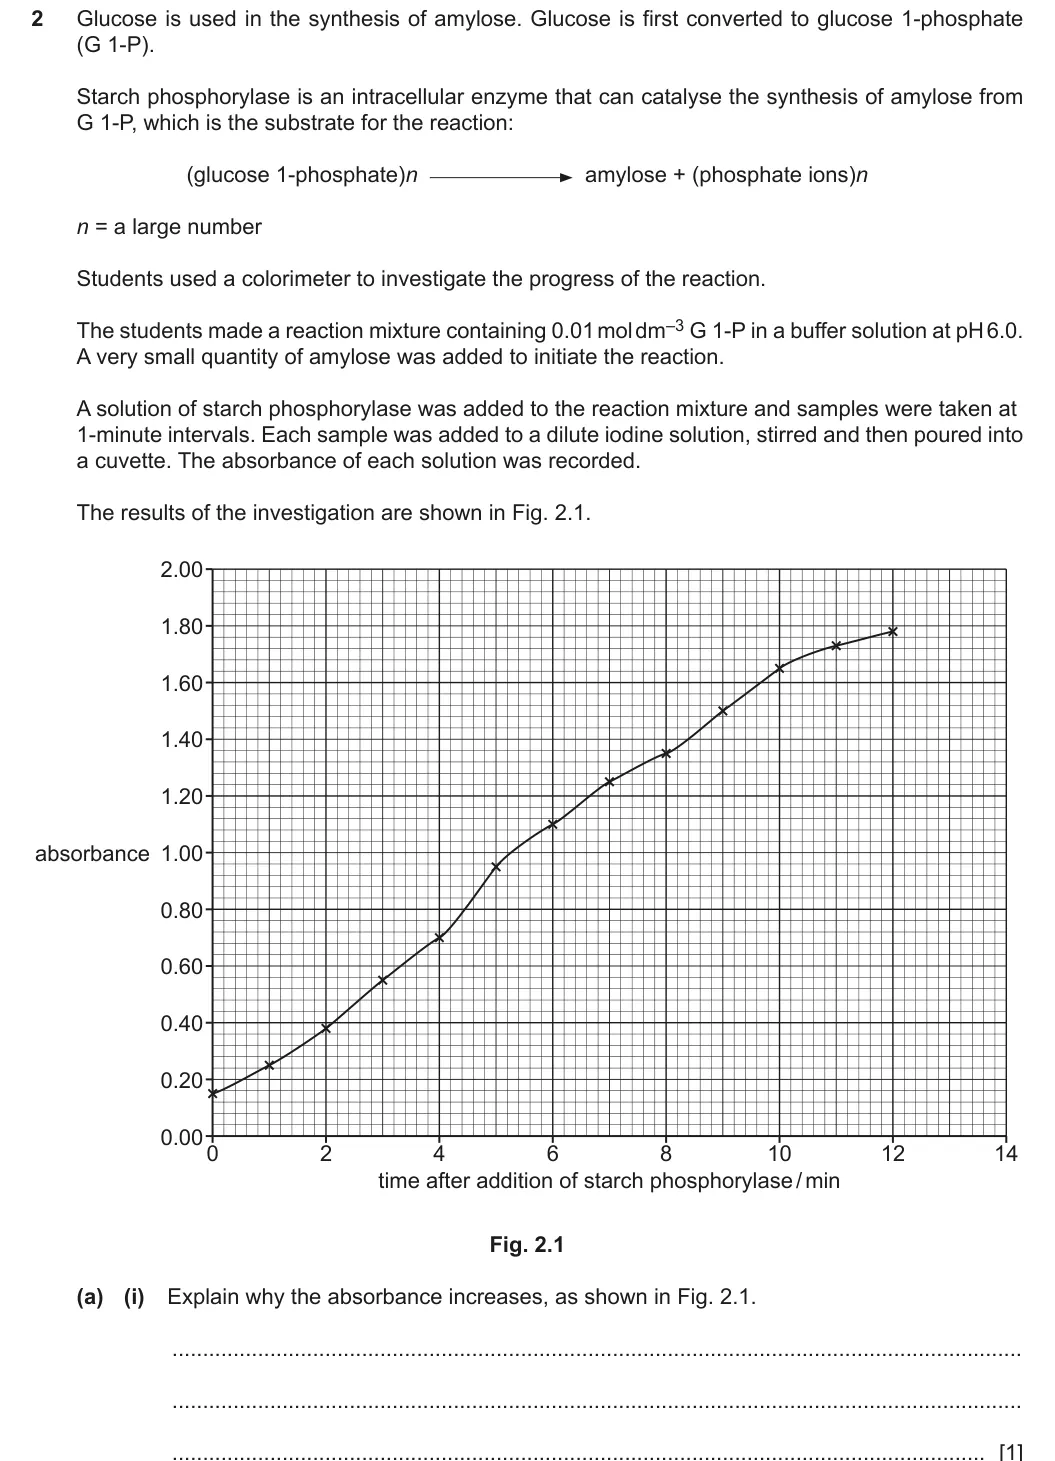 2 Glucose is used in the synthesis of amylose. Glucose is first converted to glucose 1-phosphate
(G 1-P).
Starch phosphorylase is an intracellular enzyme that can catalyse the synthesis of amylose from
G 1-P, which is the substrate for the reaction:
(glucose 1-phosphate)n ⟶ amylose + (phosphate ions)n
n = a large number
Students used a colorimeter to investigate the progress of the reaction.
The students made a reaction mixture containing 0.01 mol dm⁻³ G 1-P in a buffer solution at pH 6.0.
A very small quantity of amylose was added to initiate the reaction.
A solution of starch phosphorylase was added to the reaction mixture and samples were taken at
1-minute intervals. Each sample was added to a dilute iodine solution, stirred and then poured into
a cuvette. The absorbance of each solution was recorded.
The results of the investigation are shown in Fig. 2.1.
2.00
1.80
1.60
1.40
1.20
absorbance 1.00
0.80
0.60
0.40
0.20
0.00
0 2 4 6 8 10 12 14
time after addition of starch phosphorylase / min
Fig. 2.1
(a) (i) Explain why the absorbance increases, as shown in Fig. 2.1.
[1]